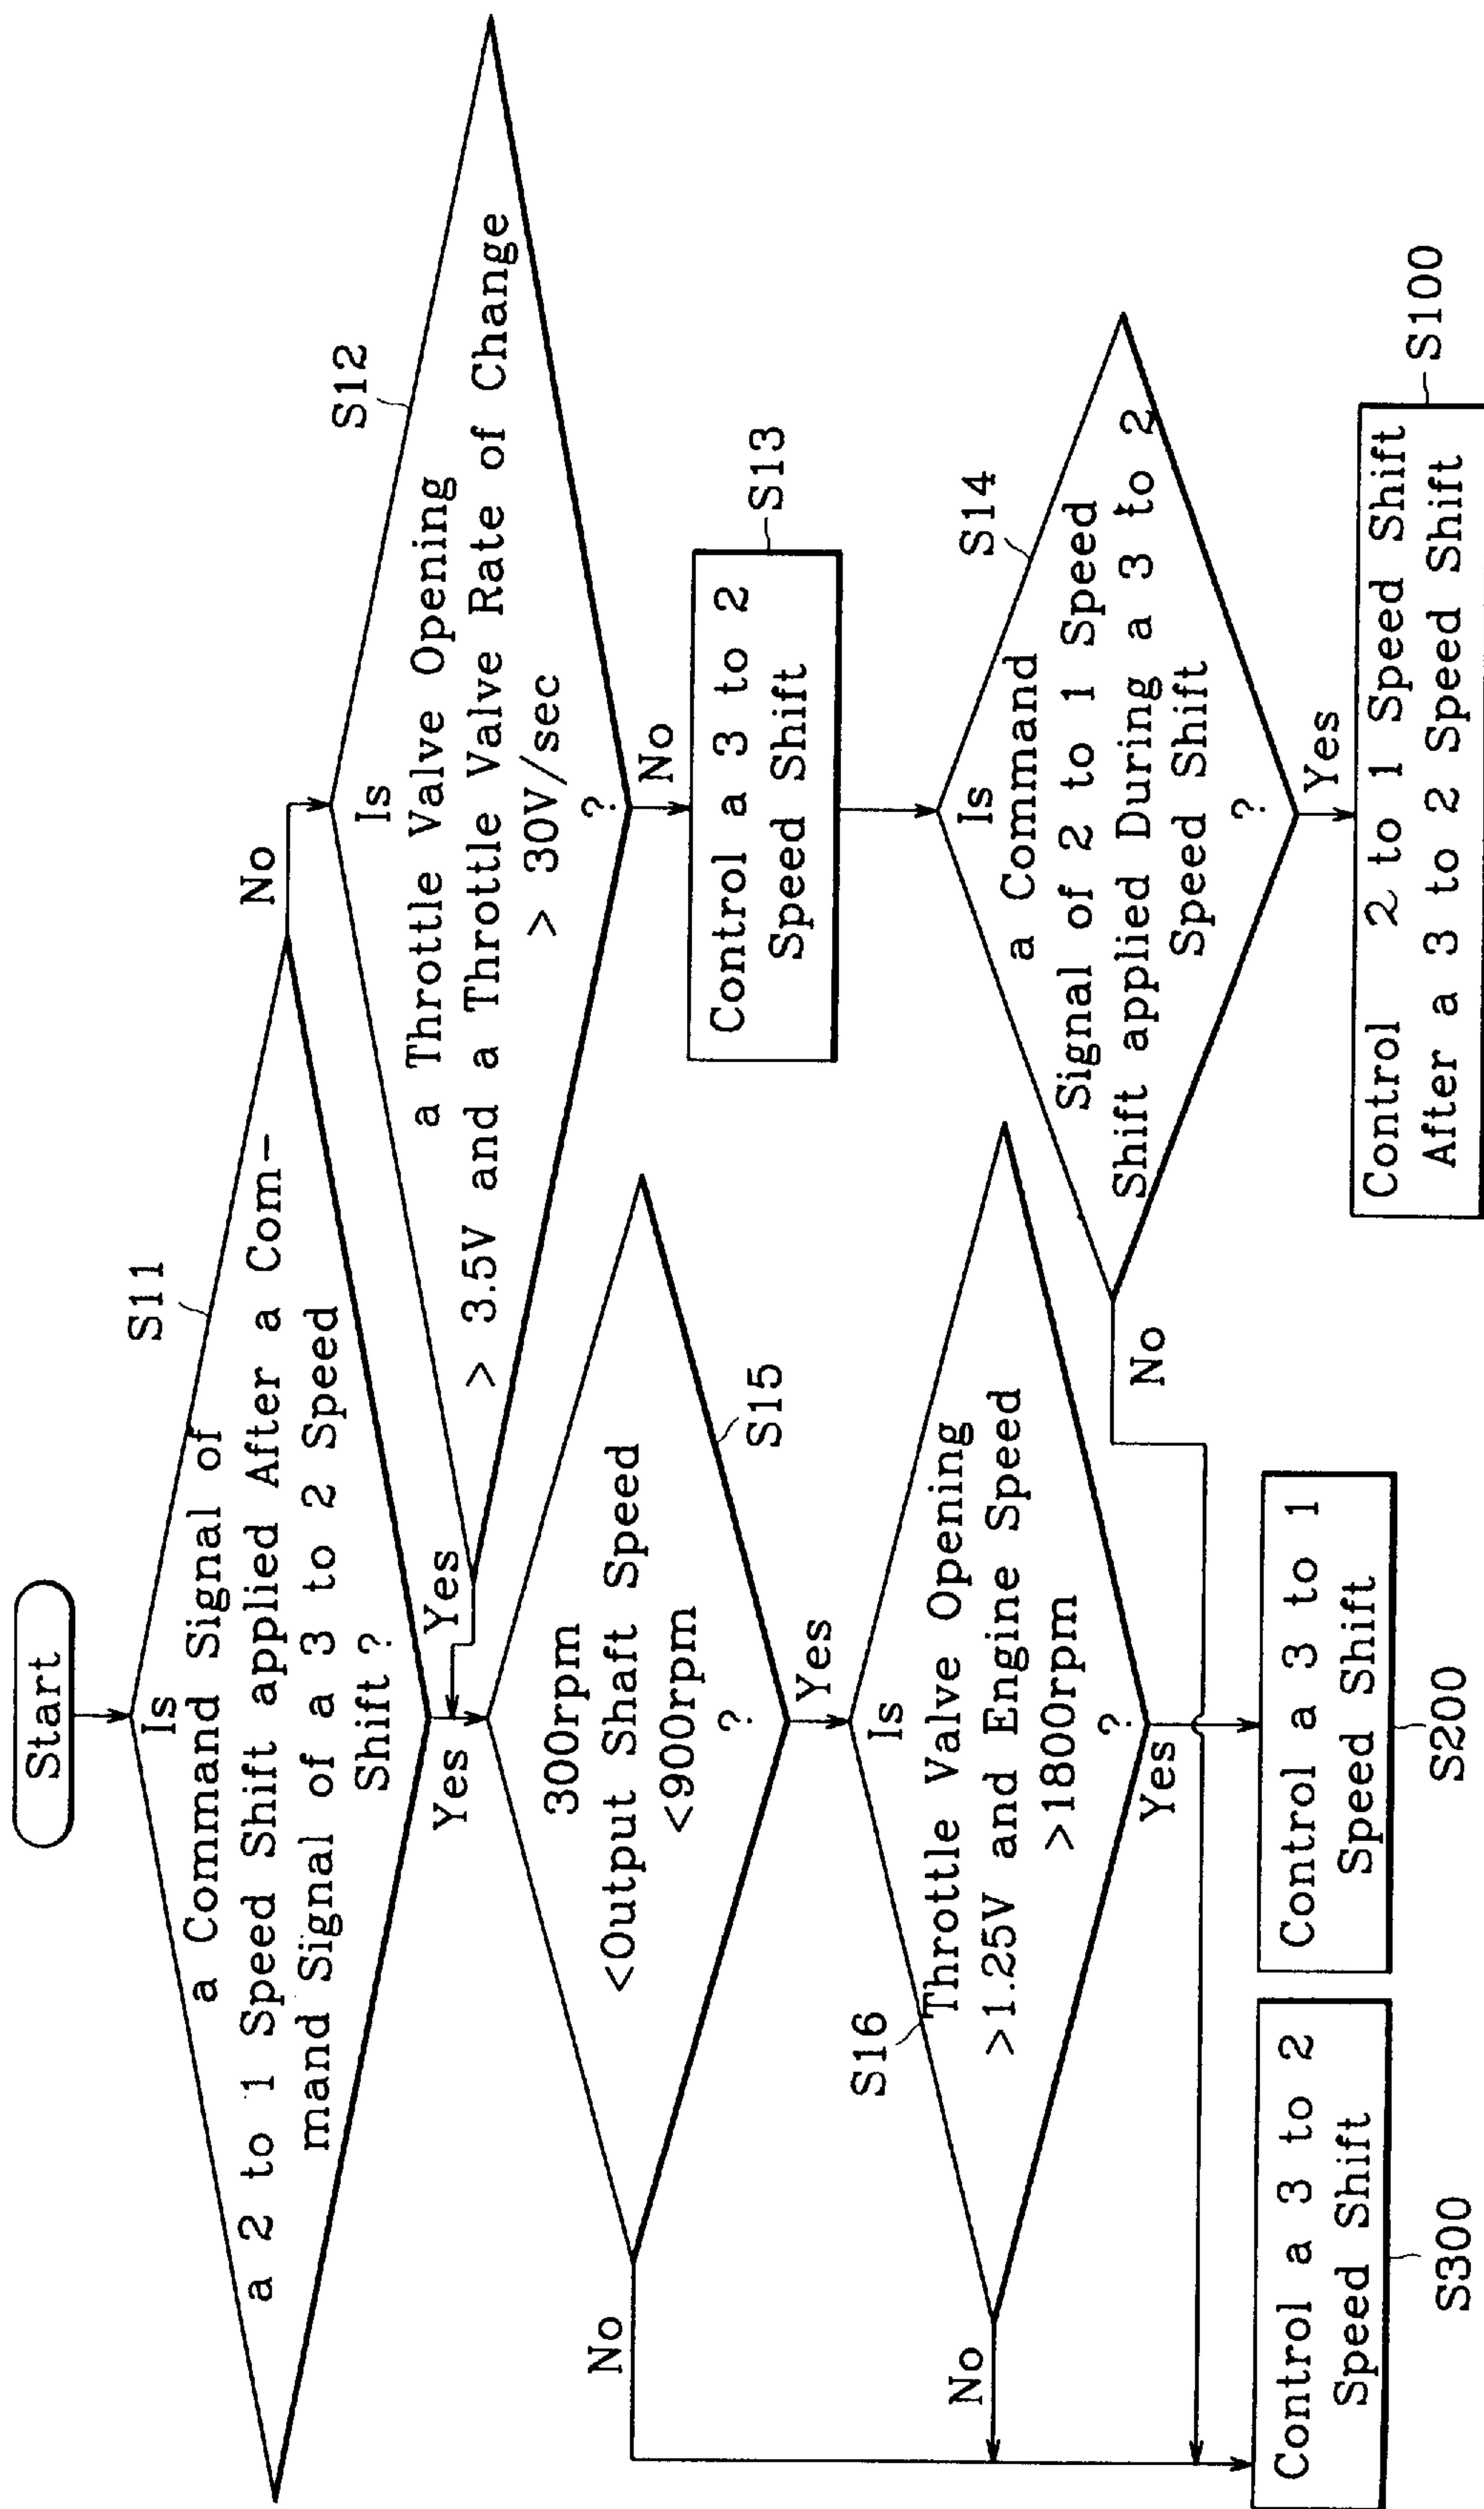 Start
S11
Is
a Command Signal of
a 2 to 1 Speed Shift applied After a Com-
mand Signal of a 3 to 2 Speed
Shift?
No
Yes
S12
Is
a Throttle Valve Opening
> 3.5V and a Throttle Valve Rate of Change
> 30V/sec
?
Yes
No
S13
Control a 3 to 2
Speed Shift
S14
Is
a Command
Signal of 2 to 1 Speed
Shift applied During a 3 to 2
Speed Shift
?
No
Yes
Control 2 to 1 Speed Shift
After a 3 to 2 Speed Shift
S100
300rpm
<Output Shaft Speed
<900rpm
?
S15
No
Yes
S16
Is
Throttle Valve Opening
>1.25V and Engine Speed
>1800rpm
?
No
Yes
Control a 3 to 1
Speed Shift
S200
Control a 3 to 2
Speed Shift
S300